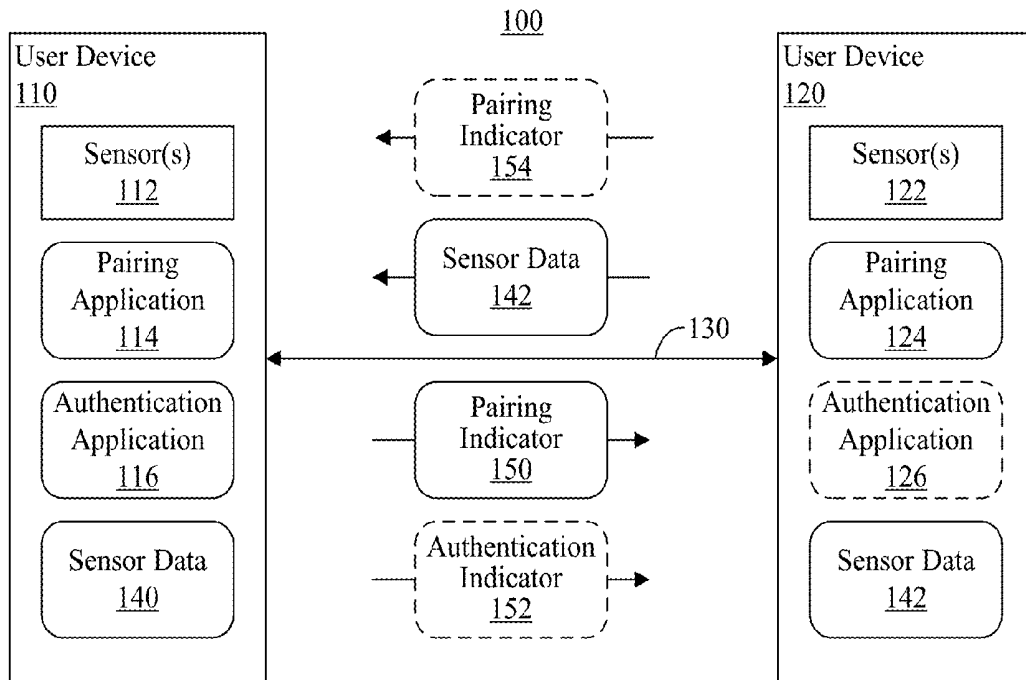 100
User Device
110
Sensor(s)
112
Pairing
Application
114
Authentication
Application
116
Sensor Data
140
Pairing
Indicator
154
Sensor Data
142
130
Pairing
Indicator
150
Authentication
Indicator
152
User Device
120
Sensor(s)
122
Pairing
Application
124
Authentication
Application
126
Sensor Data
142